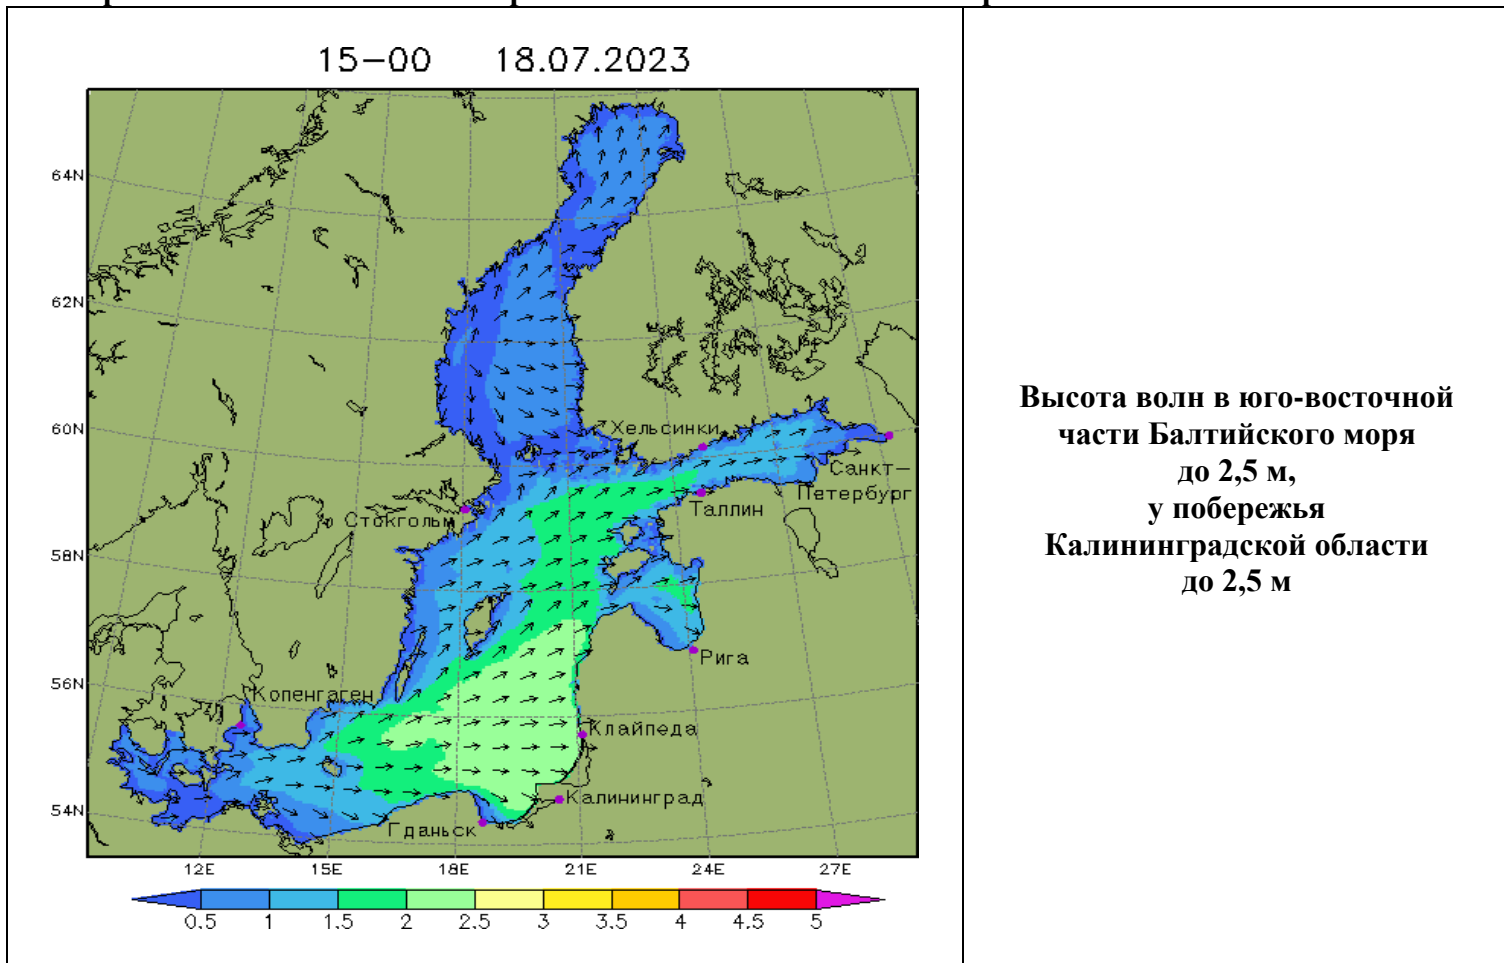 15-00 18.07.2023
64N
62N
60N
58N
56N
54N
Хельсинки
Санкт-
Петербург
Таллин
Стокгольм
Рига
Копенгаген
Клайпеда
Калининград
Гданьск
12E 15E 18E 21E 24E 27E
0.5 1 1.5 2 2.5 3 3.5 4 4.5 5
Высота волн в юго-восточной
части Балтийского моря
до 2,5 м,
у побережья
Калининградской области
до 2,5 м